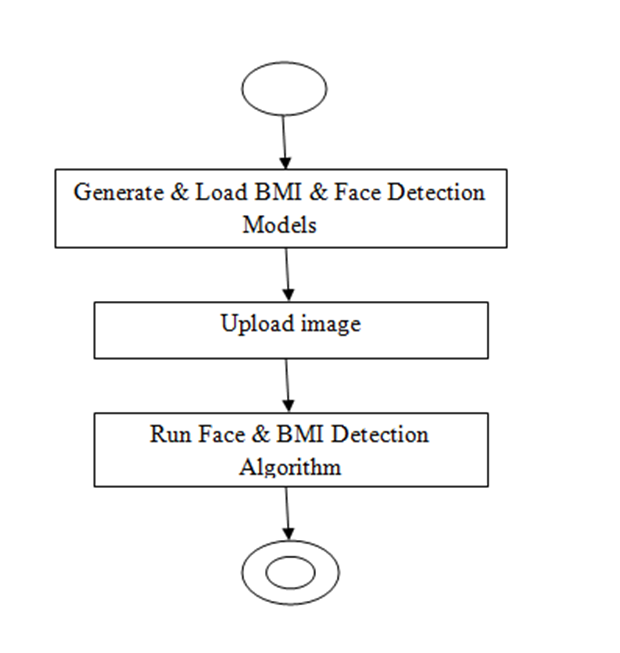 Generate & Load BMI & Face Detection
Models
Upload image
Run Face & BMI Detection
Algorithm